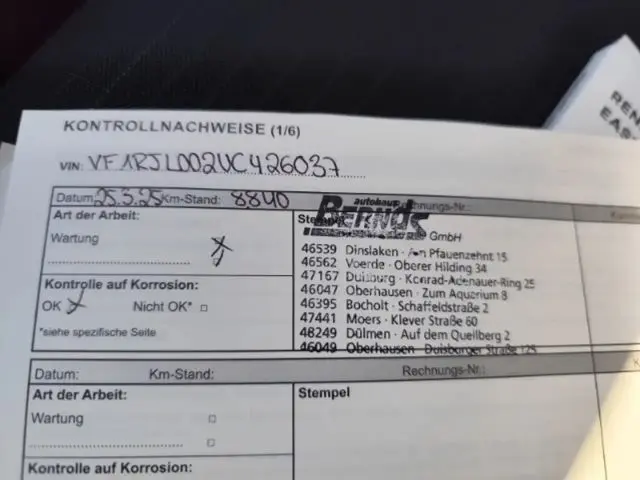 KONTROLLNACHWEISE (1/6)
VIN: VF1RJL002UC426037
Datum: 25.3.25 Km-Stand: 8840 Rechnungs-Nr.:
Art der Arbeit: Stempel
autohaus
BERNDS
GmbH
Wartung
46539 Dinslaken · Am Pfauenzehnt 15
46562 Voerde · Oberer Hilding 34
47167 Duisburg · Konrad-Adenauer-Ring 25
46047 Oberhausen · Zum Aquarium 8
46395 Bocholt · Schaffeldstraße 2
47441 Moers · Klever Straße 60
48249 Dülmen · Auf dem Quellberg 2
46049 Oberhausen · Duisburger Straße 125
Kontrolle auf Korrosion:
OK Nicht OK*
*siehe spezifische Seite
Datum: Km-Stand: Rechnungs-Nr.:
Art der Arbeit: Stempel
Wartung
Kontrolle auf Korrosion: